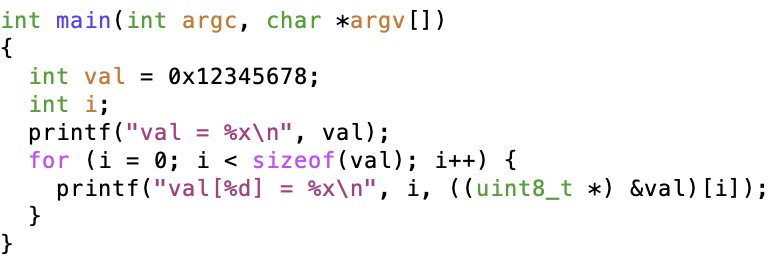 int main(int argc, char *argv[])
{
  int val = 0x12345678;
  int i;
  printf("val = %x\n", val);
  for (i = 0; i < sizeof(val); i++) {
    printf("val[%d] = %x\n", i, ((uint8_t *) &val)[i]);
  }
}